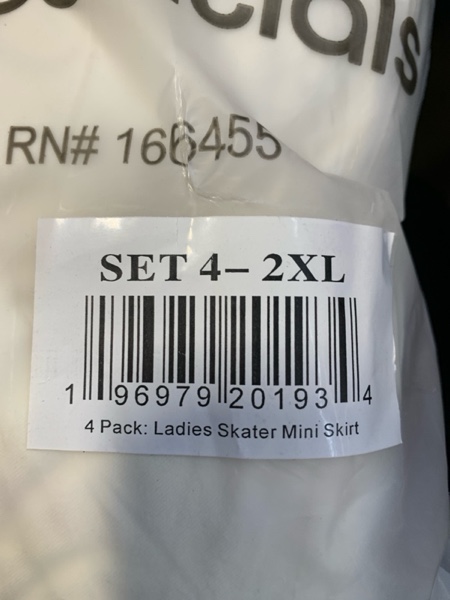 RN# 166455
SET 4– 2XL
1 96979 20193 4
4 Pack: Ladies Skater Mini Skirt